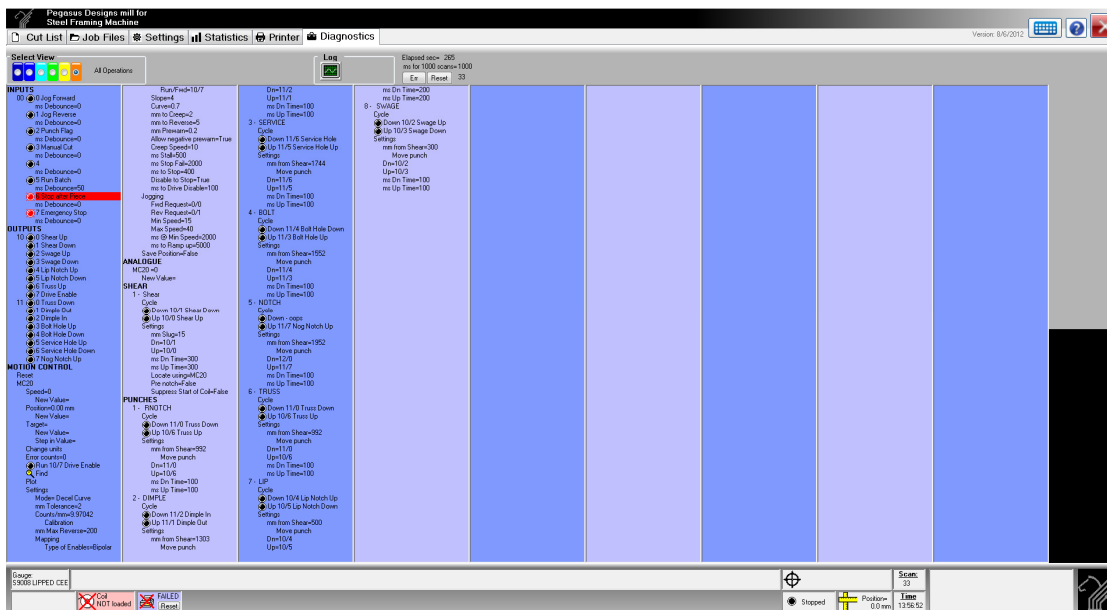 Pegasus Designs mill for
Steel Framing Machine
Cut List Job Files Settings Statistics Printer Diagnostics
Version: 8/6/2012
Select View
All Operations
Log
Elapsed sec= 265
ms for 1000 scans=1000
Err Reset 33
INPUTS
00 0 Jog Forward
ms Debounce=0
1 Jog Reverse
ms Debounce=0
2 Punch Flag
ms Debounce=0
3 Manual Cut
ms Debounce=0
4
ms Debounce=0
5 Run Batch
ms Debounce=50
6 Stop after Piece
ms Debounce=0
7 Emergency Stop
ms Debounce=0
OUTPUTS
10 0 Shear Up
1 Shear Down
2 Swage Up
3 Swage Down
4 Lip Notch Up
5 Lip Notch Down
6 Truss Up
7 Drive Enable
11 0 Truss Down
1 Dimple Out
2 Dimple In
3 Bolt Hole Up
4 Bolt Hole Down
5 Service Hole Up
6 Service Hole Down
7 Nog Notch Up
MOTION CONTROL
Reset
MC20
Speed=0
New Value=
Position=0.00 mm
New Value=
Target=
New Value=
Step in Value=
Change units
Error counts=0
Run 10/7 Drive Enable
Find
Plot
Settings
Mode= Decel Curve
mm Tolerance=2
Counts/mm=9.97042
Calibration
mm Max Reverse=200
Mapping
Type of Enables=Bipolar
Run/Fwd=10/7
Slope=4
Curve=0.7
mm to Creep=2
mm to Reverse=5
mm Prewarn=0.2
Allow negative prewarn=True
Creep Speed=10
ms Stall=500
ms Stop Fail=2000
ms to Stop=400
Disable to Stop=True
ms to Drive Disable=100
Jogging
Fwd Request=0/0
Rev Request=0/1
Min Speed=15
Max Speed=40
ms @ Min Speed=2000
ms to Ramp up=5000
Save Position=False
ANALOGUE
MC20 =0
New Value=
SHEAR
1 - Shear
Cycle
Down 10/1 Shear Down
Up 10/0 Shear Up
Settings
mm Slug=15
Dn=10/1
Up=10/0
ms Dn Time=300
ms Up Time=300
Locate using=MC20
Pre notch=False
Suppress Start of Coil=False
PUNCHES
1 - RNOTCH
Cycle
Down 11/0 Truss Down
Up 10/6 Truss Up
Settings
mm from Shear=992
Move punch
Dn=11/0
Up=10/6
ms Dn Time=100
ms Up Time=100
2 - DIMPLE
Cycle
Down 11/2 Dimple In
Up 11/1 Dimple Out
Settings
mm from Shear=1303
Move punch
Dn=11/2
Up=11/1
ms Dn Time=100
ms Up Time=100
3 - SERVICE
Cycle
Down 11/6 Service Hole
Up 11/5 Service Hole Up
Settings
mm from Shear=1744
Move punch
Dn=11/6
Up=11/5
ms Dn Time=100
ms Up Time=100
4 - BOLT
Cycle
Down 11/4 Bolt Hole Down
Up 11/3 Bolt Hole Up
Settings
mm from Shear=1552
Move punch
Dn=11/4
Up=11/3
ms Dn Time=100
ms Up Time=100
5 - NOTCH
Cycle
Down - oops
Up 11/7 Nog Notch Up
Settings
mm from Shear=1952
Move punch
Dn=12/0
Up=11/7
ms Dn Time=100
ms Up Time=100
6 - TRUSS
Cycle
Down 11/0 Truss Down
Up 10/6 Truss Up
Settings
mm from Shear=992
Move punch
Dn=11/0
Up=10/6
ms Dn Time=100
ms Up Time=100
7 - LIP
Cycle
Down 10/4 Lip Notch Up
Up 10/5 Lip Notch Down
Settings
mm from Shear=500
Move punch
Dn=10/4
Up=10/5
ms Dn Time=200
ms Up Time=200
8 - SWAGE
Cycle
Down 10/2 Swage Up
Up 10/3 Swage Down
Settings
mm from Shear=300
Move punch
Dn=10/2
Up=10/3
ms Dn Time=100
ms Up Time=100
Gauge:
S9008 LIPPED CEE
Coil
NOT loaded
FAILED
Reset
Stopped
Position=
0.0 mm
Scan:
33
Time
13:56:52